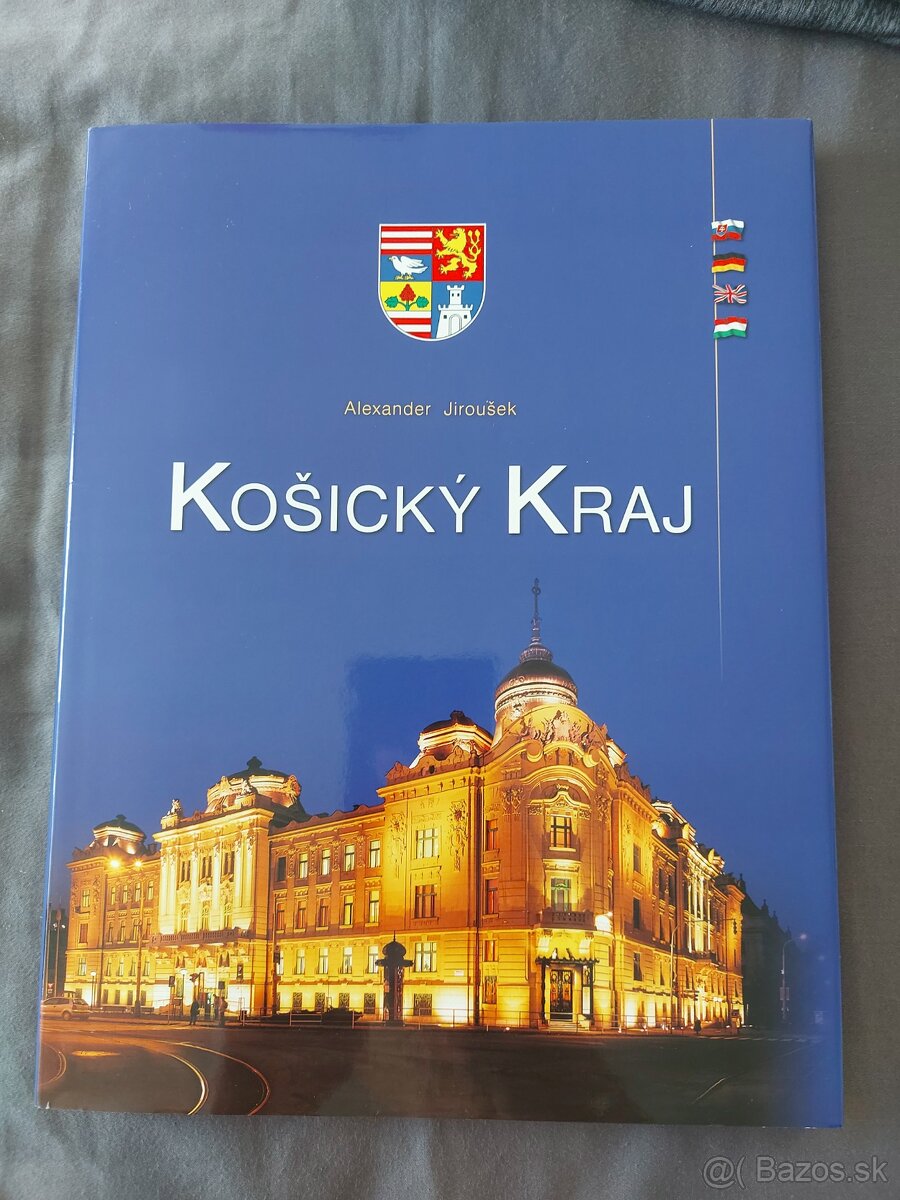 Alexander Jiroušek
KOŠICKÝ KRAJ
@( Bazos.sk